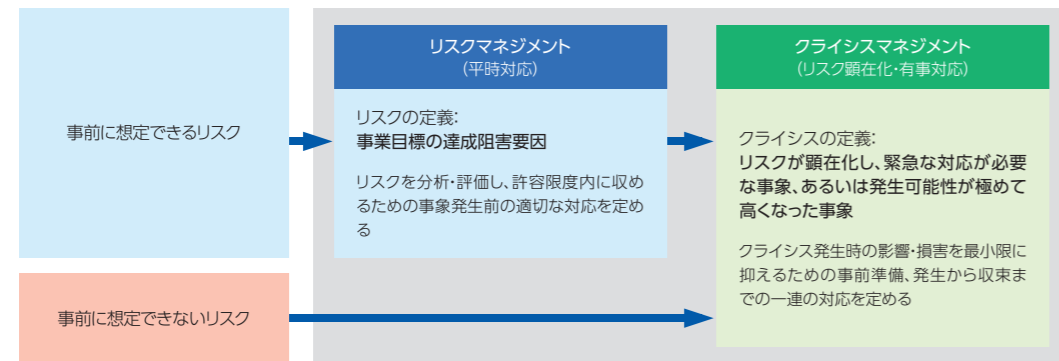 事前に想定できるリスク
リスクマネジメント
(平時対応)
リスクの定義:
事業目標の達成阻害要因
リスクを分析・評価し、許容限度内に収め
るための事象発生前の適切な対応を定め
る
クライシスマネジメント
(リスク顕在化・有事対応)
クライシスの定義:
リスクが顕在化し、緊急な対応が必要
な事象、あるいは発生可能性が極めて
高くなった事象
クライシス発生時の影響・損害を最小限に
抑えるための事前準備、発生から収束ま
での一連の対応を定める
事前に想定できないリスク